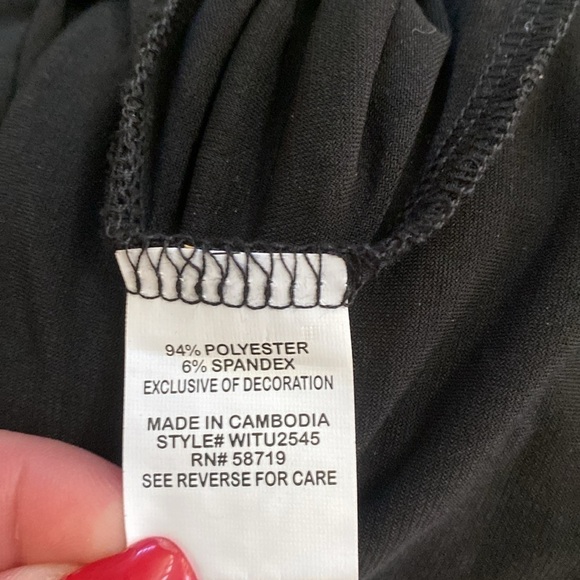 94% POLYESTER
6% SPANDEX
EXCLUSIVE OF DECORATION
MADE IN CAMBODIA
STYLE# WITU2545
RN# 58719
SEE REVERSE FOR CARE